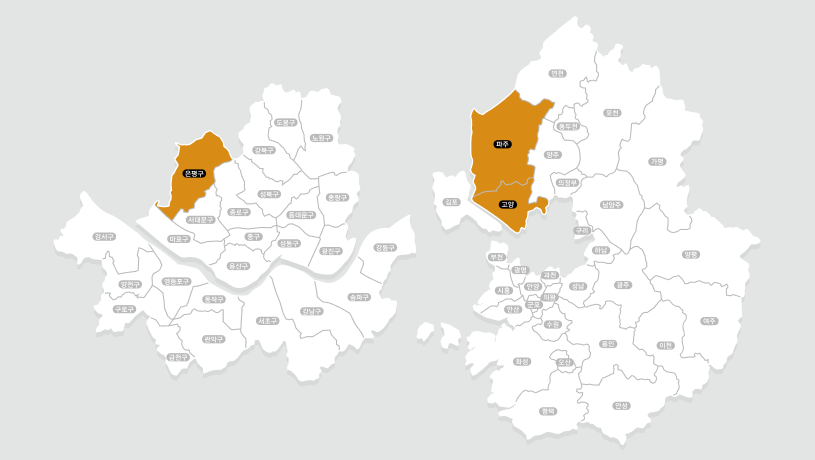 도봉구
노원구
강북구
은평구
성북구
중랑구
종로구
동대문구
서대문구
마포구
중구
성동구
광진구
강동구
강서구
용산구
양천구
영등포구
동작구
송파구
구로구
서초구
강남구
관악구
금천구
연천
포천
동두천
파주
양주
가평
의정부
고양
김포
남양주
구리
하남
양평
부천
광명
과천
시흥
안양
성남
광주
의왕
군포
안산
수원
여주
용인
이천
화성
오산
평택
안성